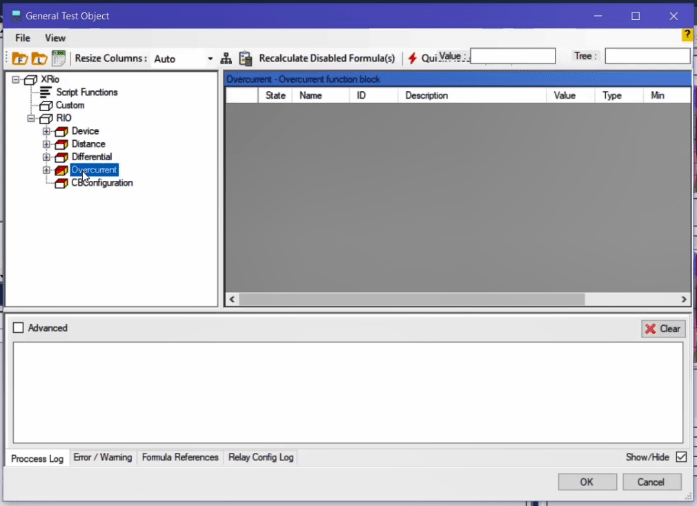 General Test Object
File View
Resize Columns : Auto Recalculate Disabled Formula(s) Value : Tree :
XRio
Script Functions
Custom
RIO
Device
Distance
Differential
Overcurrent
CBConfiguration
Overcurrent - Overcurrent function block
State Name ID Description Value Type Min
Advanced
Clear
Proccess Log Error / Warning Formula References Relay Config Log Show/Hide
OK Cancel